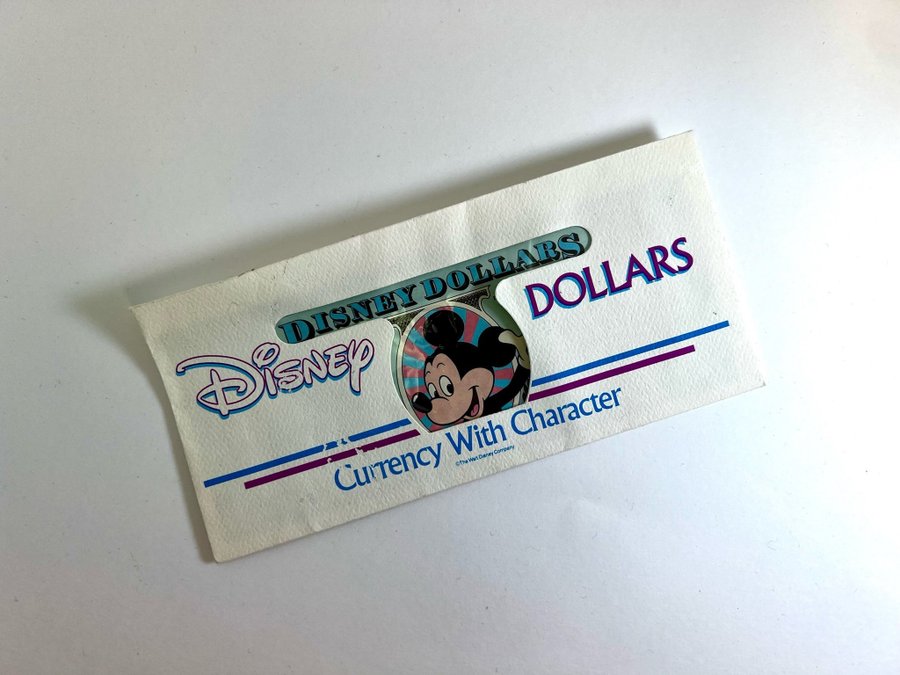 DISNEY DOLLARS
Disney DOLLARS
Currency With Character
©The Walt Disney Company